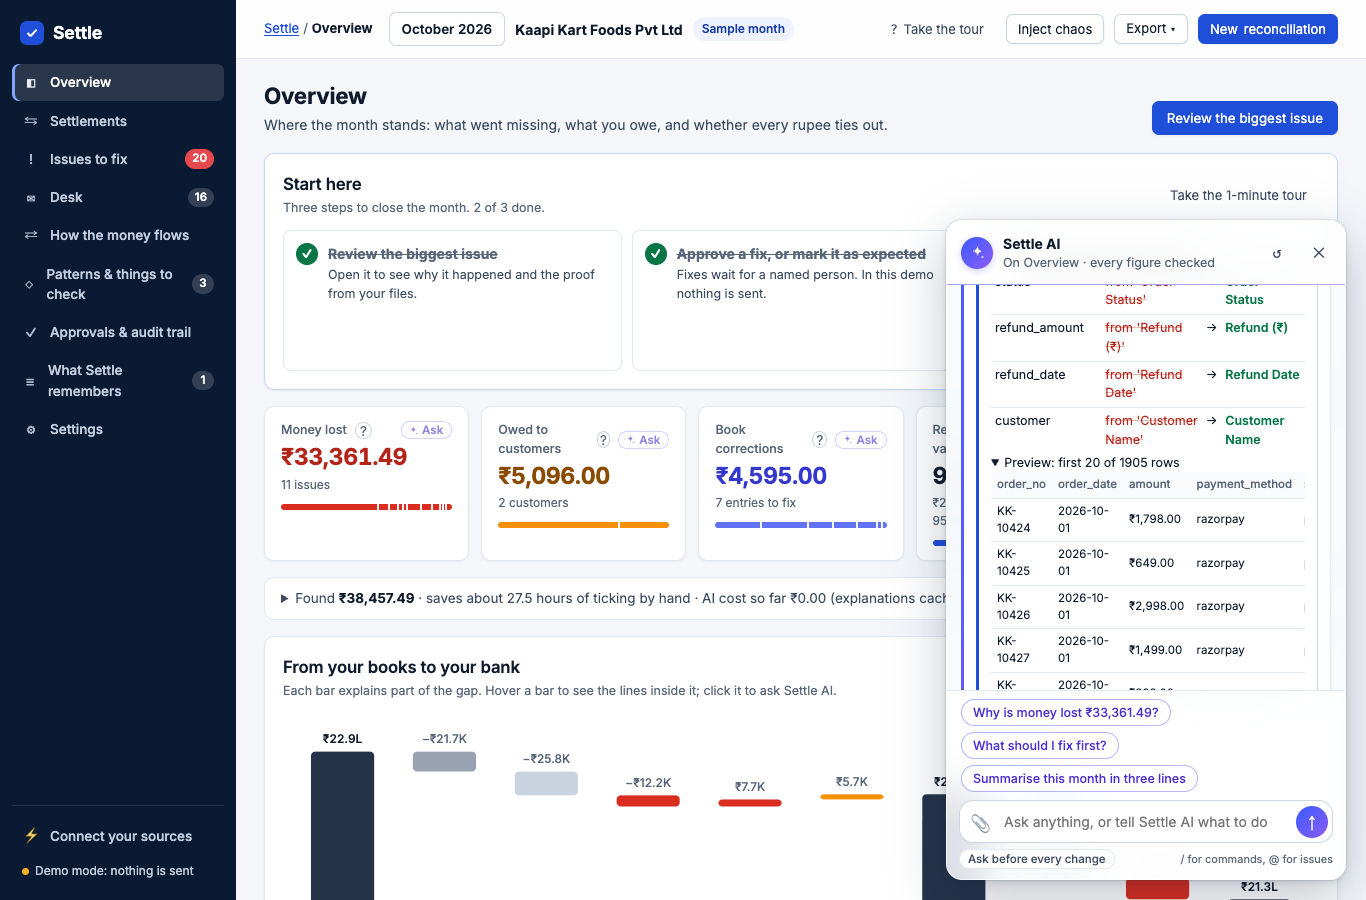 Settle
Overview
Settlements
Issues to fix 20
Desk 16
How the money flows
Patterns & things to check 3
Approvals & audit trail
What Settle remembers 1
Settings
Connect your sources
Demo mode: nothing is sent
Settle / Overview
October 2026
Kaapi Kart Foods Pvt Ltd
Sample month
? Take the tour
Inject chaos
Export
New reconciliation
Overview
Where the month stands: what went missing, what you owe, and whether every rupee ties out.
Review the biggest issue
Start here
Three steps to close the month. 2 of 3 done.
Take the 1-minute tour
Review the biggest issue
Open it to see why it happened and the proof
from your files.
Approve a fix, or mark it as expected
Fixes wait for a named person. In this demo
nothing is sent.
Money lost ? Ask
₹33,361.49
11 issues
Owed to
customers ? Ask
₹5,096.00
2 customers
Book
corrections ? Ask
₹4,595.00
7 entries to fix
Found ₹38,457.49 · saves about 27.5 hours of ticking by hand · AI cost so far ₹0.00 (explanations
From your books to your bank
Each bar explains part of the gap. Hover a bar to see the lines inside it; click it to ask Settle AI.
₹22.9L
−₹21.7K
−₹25.8K
−₹12.2K
₹7.7K
₹5.7K
₹21.3L
Settle AI
On Overview · every figure checked
Status' Status
refund_amount from 'Refund (₹)' → Refund (₹)
refund_date from 'Refund Date' → Refund Date
customer from 'Customer Name' → Customer Name
Preview: first 20 of 1905 rows
order_no order_date amount payment_method
KK-10424 2026-10-01 ₹1,798.00 razorpay
KK-10425 2026-10-01 ₹649.00 razorpay
KK-10426 2026-10-01 ₹2,998.00 razorpay
KK-10427 2026-10-01 ₹1,499.00 razorpay
KK- 2026-10-
Why is money lost ₹33,361.49?
What should I fix first?
Summarise this month in three lines
Ask anything, or tell Settle AI what to do
Ask before every change
/ for commands, @ for issues